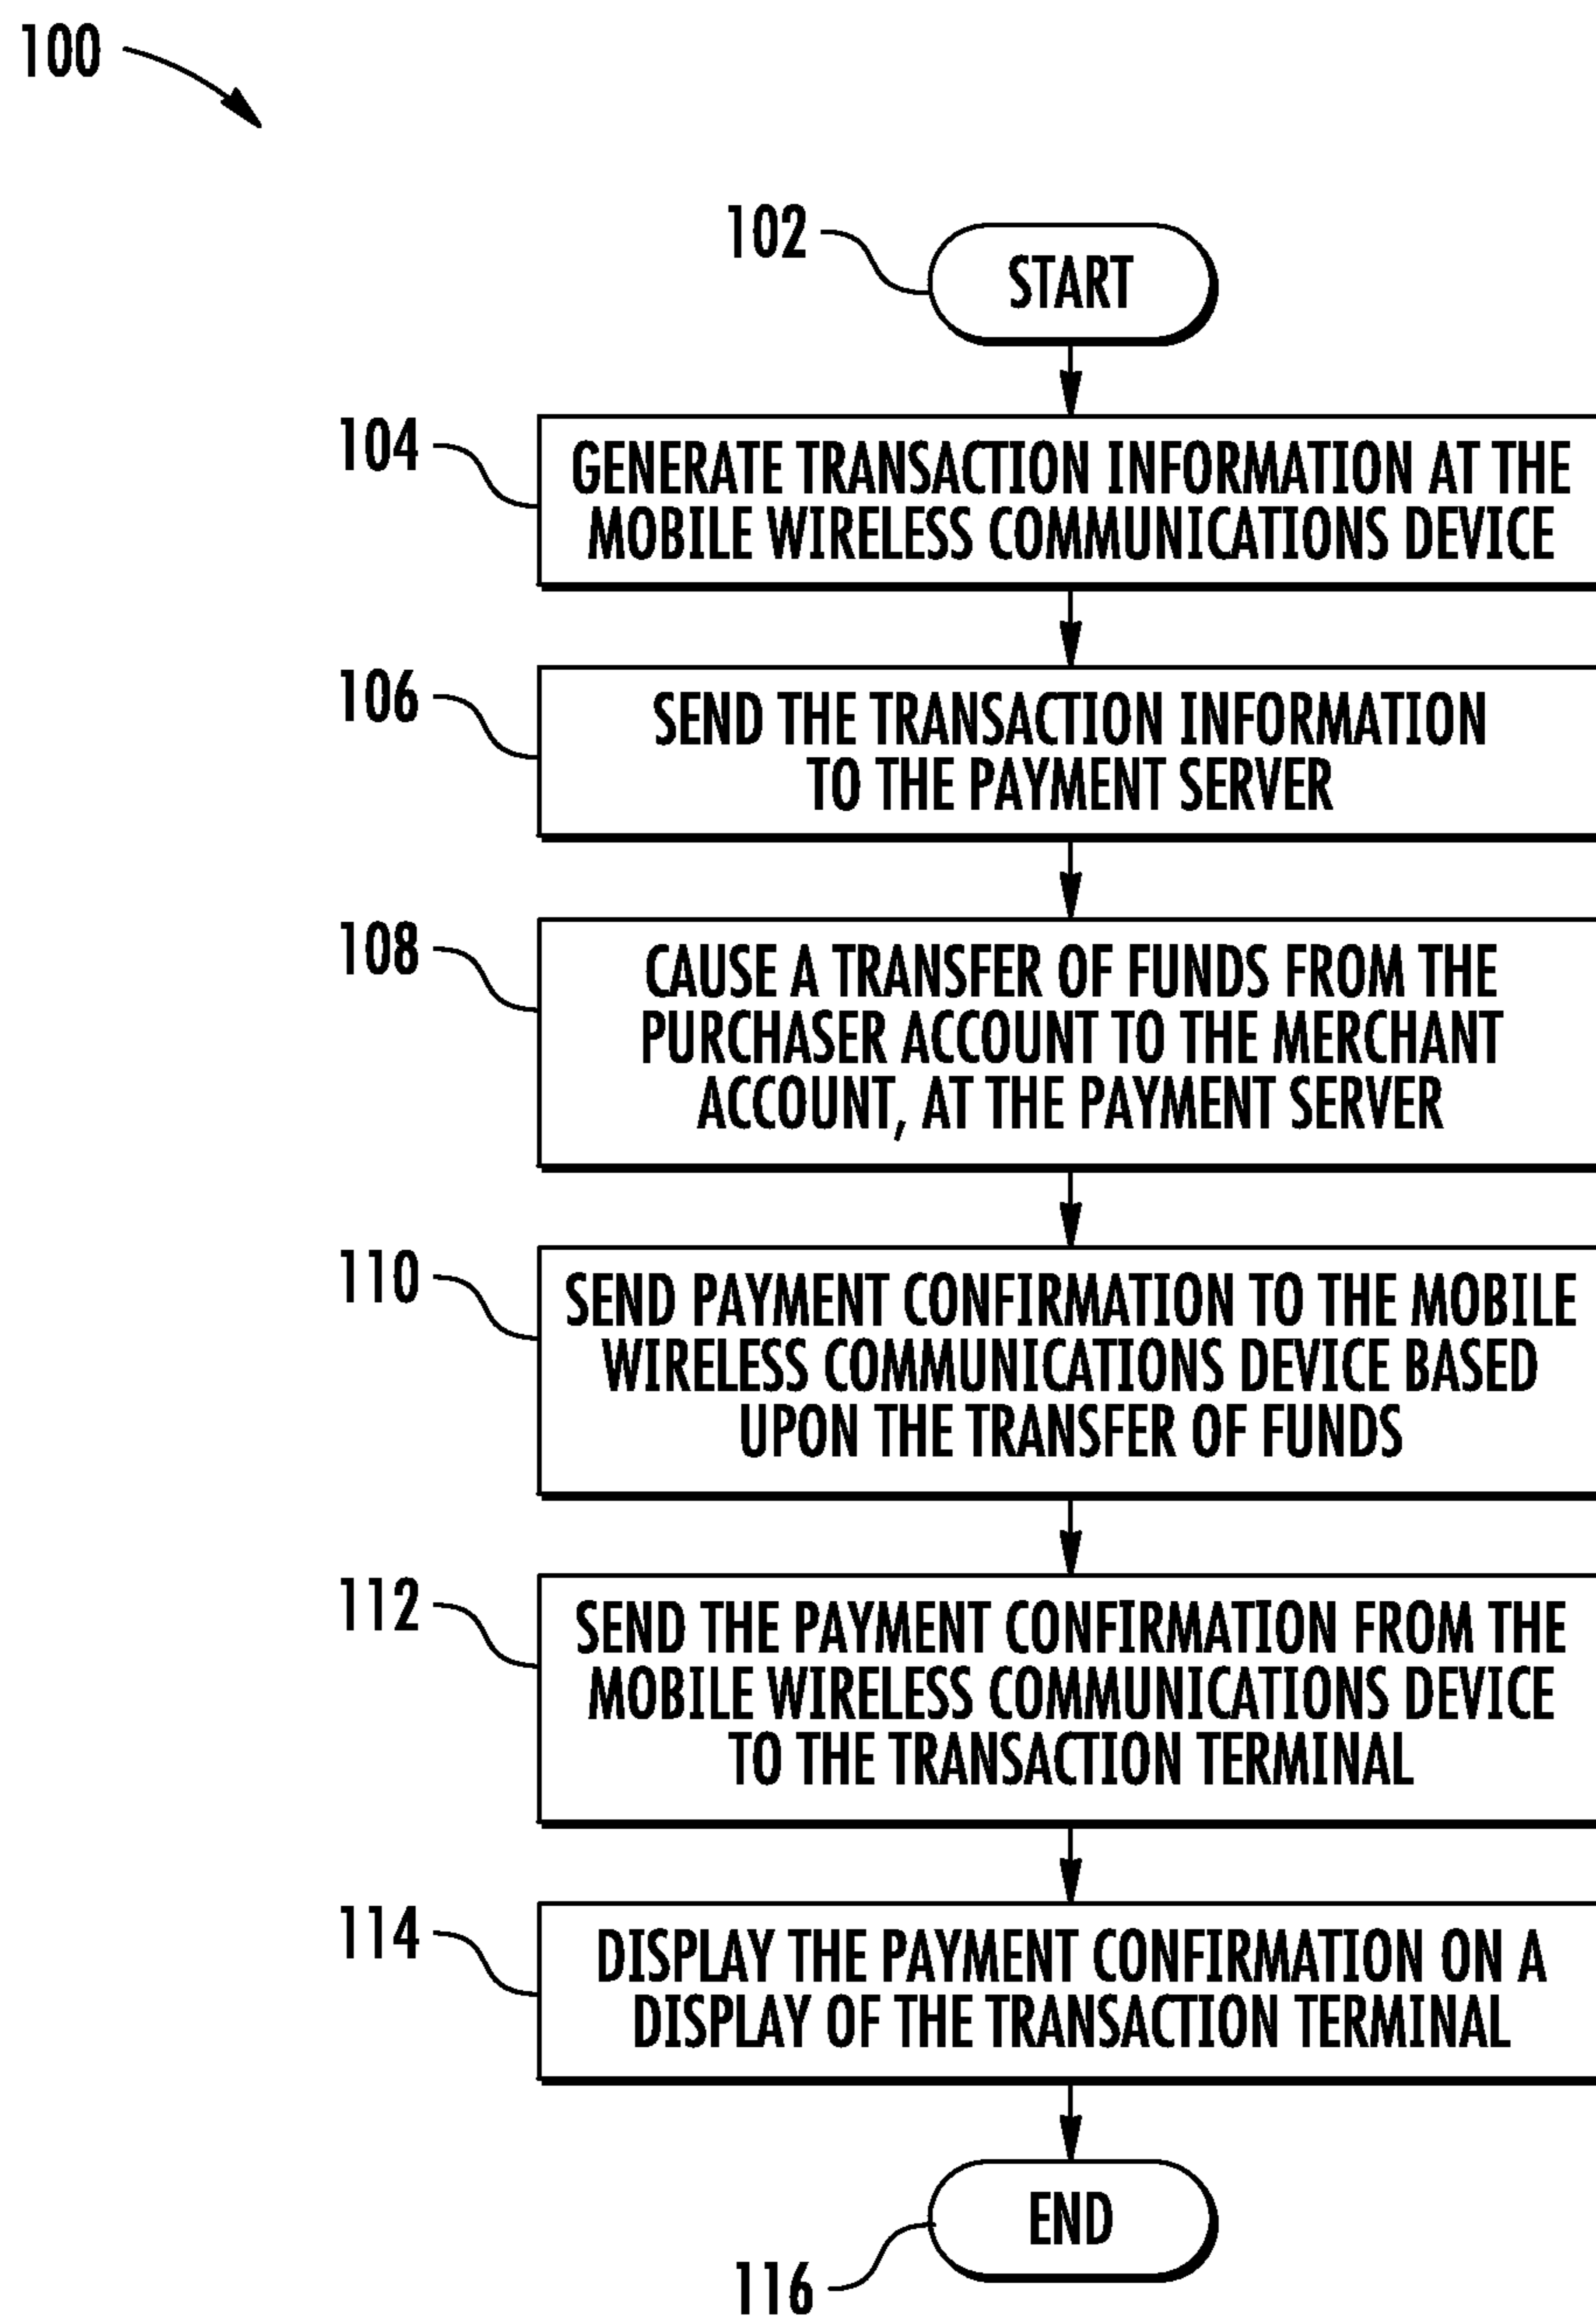 100
102
START
104
GENERATE TRANSACTION INFORMATION AT THE
MOBILE WIRELESS COMMUNICATIONS DEVICE
106
SEND THE TRANSACTION INFORMATION
TO THE PAYMENT SERVER
108
CAUSE A TRANSFER OF FUNDS FROM THE
PURCHASER ACCOUNT TO THE MERCHANT
ACCOUNT, AT THE PAYMENT SERVER
110
SEND PAYMENT CONFIRMATION TO THE MOBILE
WIRELESS COMMUNICATIONS DEVICE BASED
UPON THE TRANSFER OF FUNDS
112
SEND THE PAYMENT CONFIRMATION FROM THE
MOBILE WIRELESS COMMUNICATIONS DEVICE
TO THE TRANSACTION TERMINAL
114
DISPLAY THE PAYMENT CONFIRMATION ON A
DISPLAY OF THE TRANSACTION TERMINAL
END
116